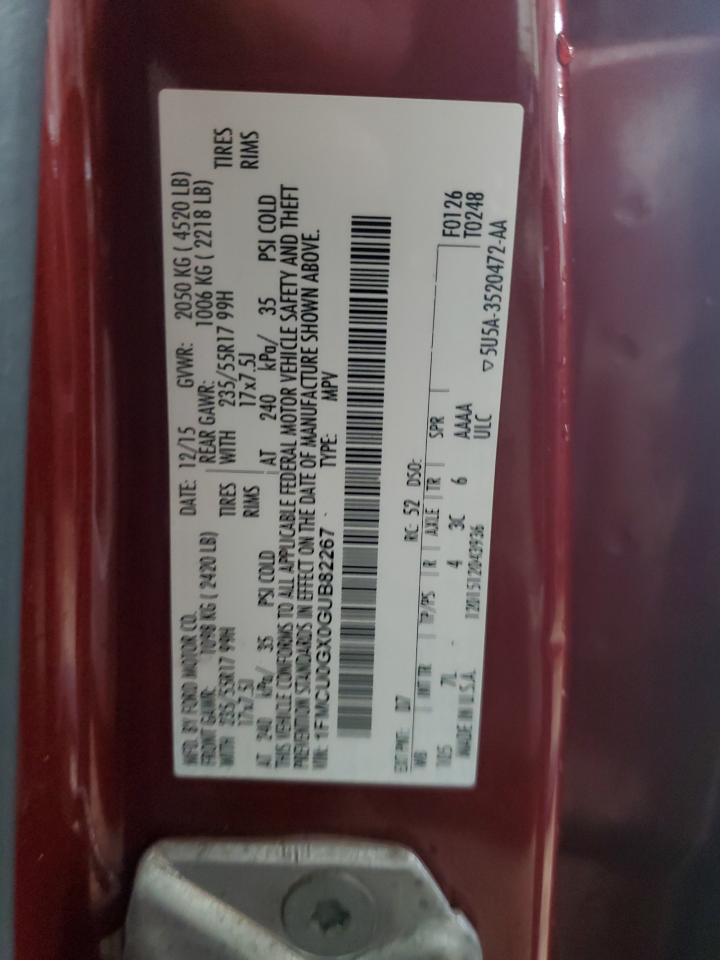 MFD. BY FORD MOTOR CO. DATE: 12/15 GVWR: 2050 KG ( 4520 LB)
FRONT GAWR: 1098 KG ( 2420 LB) REAR GAWR: 1006 KG ( 2218 LB)
WITH 235/55R17 99H TIRES WITH 235/55R17 99H TIRES
17x7.5J RIMS 17x7.5J RIMS
AT 240 kPa/ 35 PSI COLD AT 240 kPa/ 35 PSI COLD
THIS VEHICLE CONFORMS TO ALL APPLICABLE FEDERAL MOTOR VEHICLE SAFETY AND THEFT
PREVENTION STANDARDS IN EFFECT ON THE DATE OF MANUFACTURE SHOWN ABOVE.
VIN: 1FMCU0GX0GUB82267 TYPE: MPV
EXT PNT: D7 RC: 52 DSO: F0126
WB INT TR TP/PS R AXLE TR SPR T0248
105 7L - 4 3C 6 AAAA
MADE IN U.S.A. 1201512043936 ULC ▽5U5A-3520472-AA